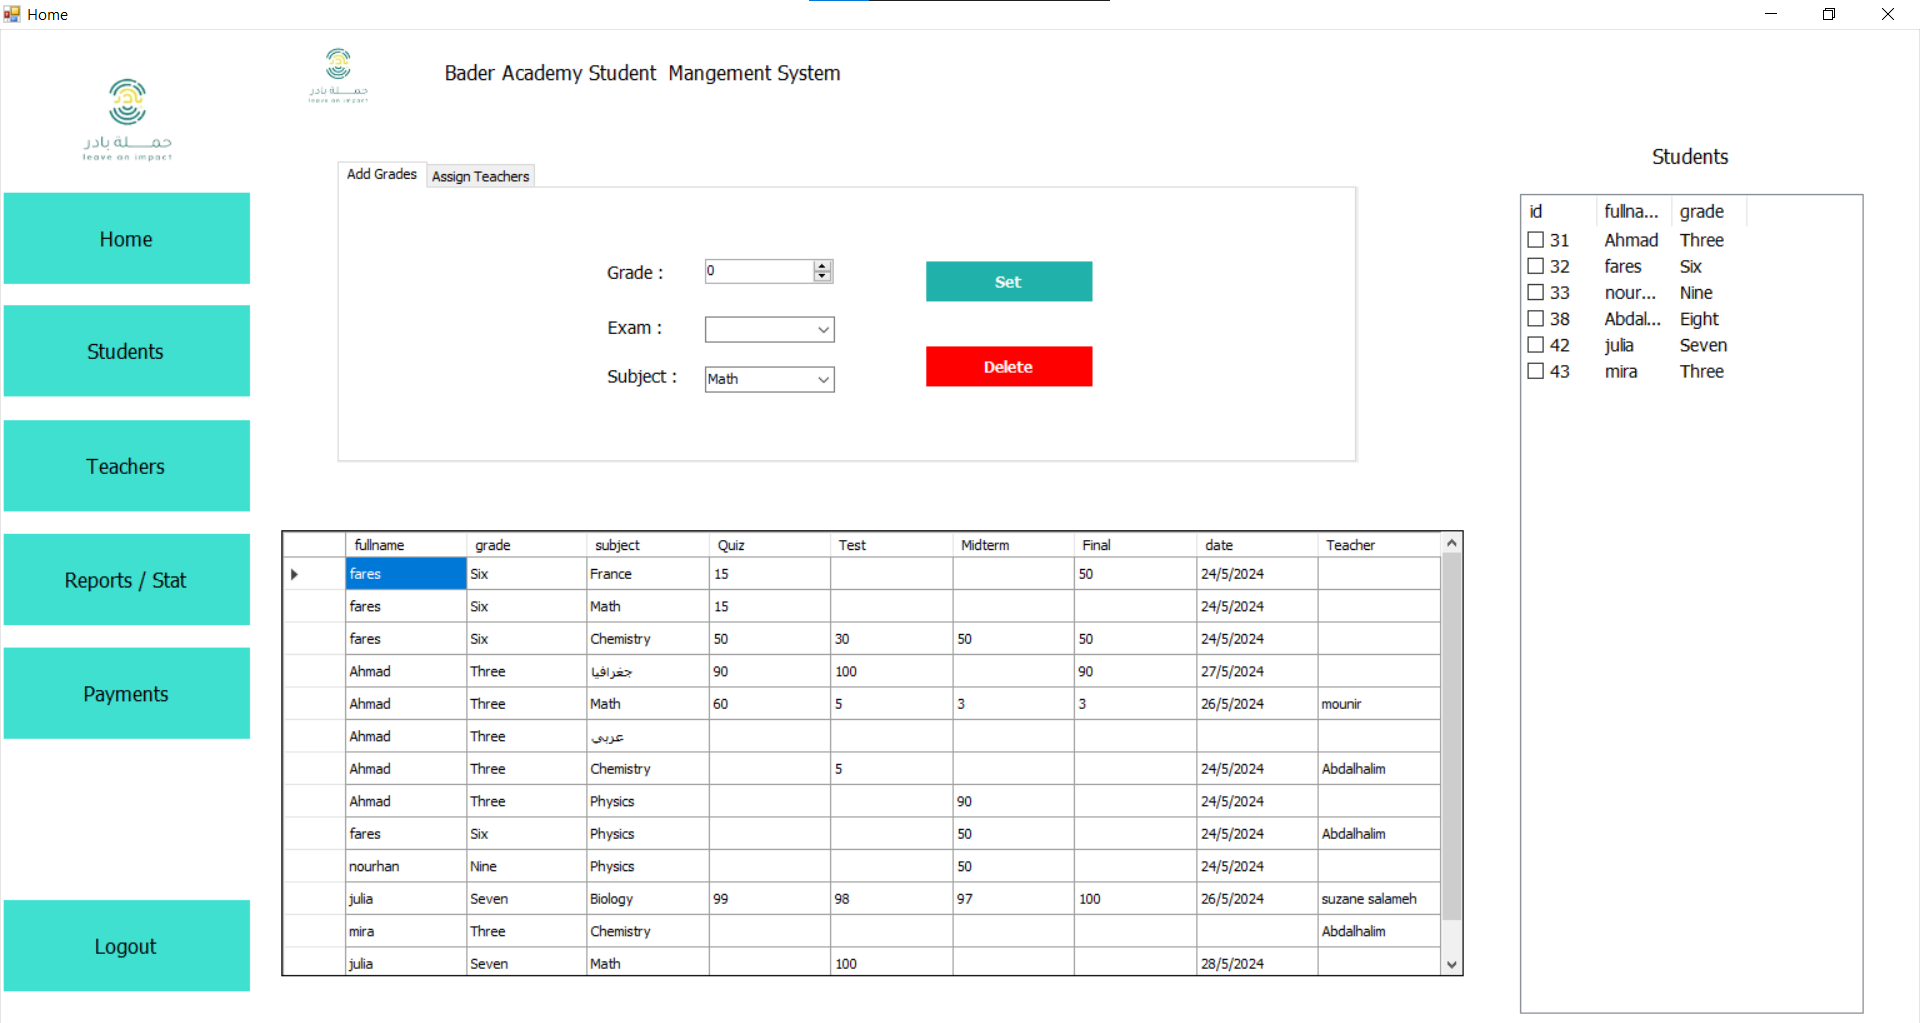 Home
حمـــلة بادر
leave an impact
حمـــلة بادر
leave an impact
Bader Academy Student  Mangement System
Home
Students
Teachers
Reports / Stat
Payments
Logout
Add Grades
Assign Teachers
Grade :
0
Set
Exam :
Subject :
Math
Delete
Students
id fullna... grade
31 Ahmad Three
32 fares Six
33 nour... Nine
38 Abdal... Eight
42 julia Seven
43 mira Three
fullname grade subject Quiz Test Midterm Final date Teacher
fares Six France 15 50 24/5/2024
fares Six Math 15 24/5/2024
fares Six Chemistry 50 30 50 50 24/5/2024
Ahmad Three جغرافيا 90 100 90 27/5/2024
Ahmad Three Math 60 5 3 3 26/5/2024 mounir
Ahmad Three عربي
Ahmad Three Chemistry 5 24/5/2024 Abdalhalim
Ahmad Three Physics 90 24/5/2024
fares Six Physics 50 24/5/2024 Abdalhalim
nourhan Nine Physics 50 24/5/2024
julia Seven Biology 99 98 97 100 26/5/2024 suzane salameh
mira Three Chemistry Abdalhalim
julia Seven Math 100 28/5/2024